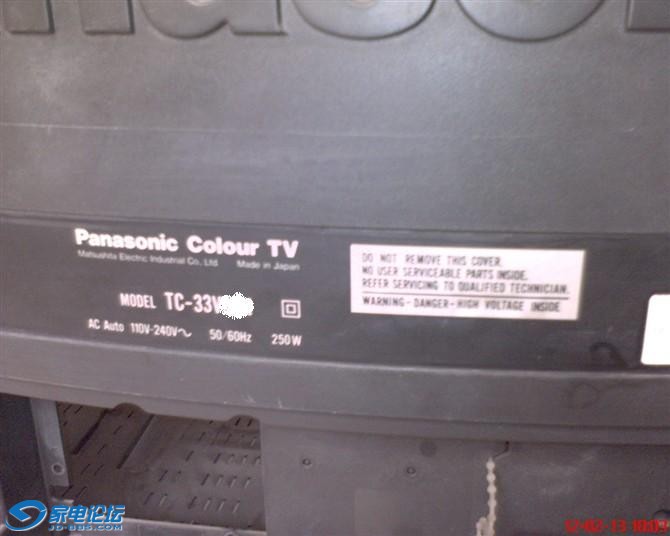 Panasonic Colour TV
Matsushita Electric Industrial Co., Ltd. Made in Japan
MODEL TC-33V
AC Auto 110V-240V～ 50/60Hz 250W
DO NOT REMOVE THIS COVER.
NO USER SERVICEABLE PARTS INSIDE.
REFER SERVICING TO QUALIFIED TECHNICIAN.
WARNING-DANGER-HIGH VOLTAGE INSIDE
家电论坛
JD-BBS.COM
12-02-13